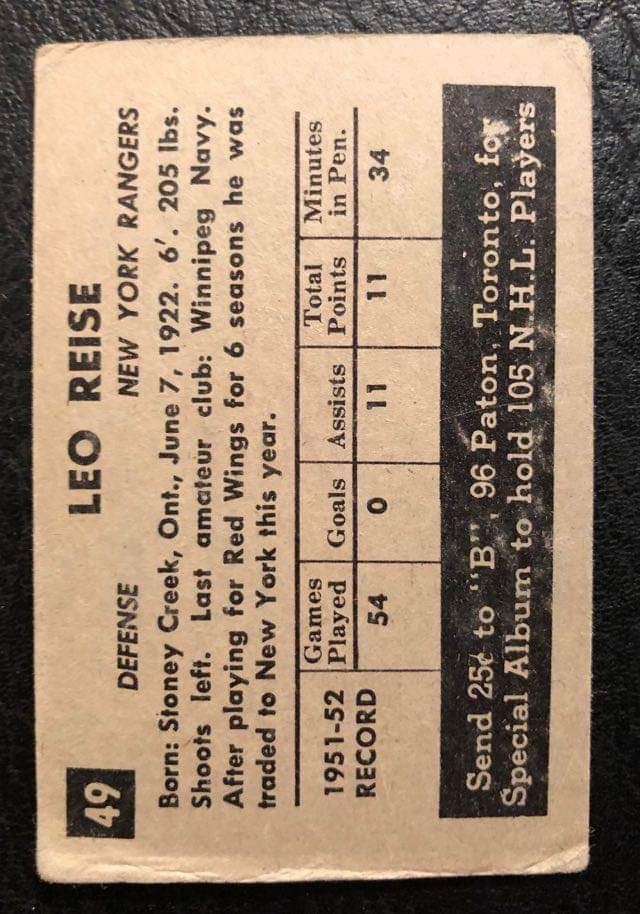 49
LEO REISE
DEFENSE NEW YORK RANGERS
Born: Stoney Creek, Ont., June 7, 1922. 6'. 205 lbs.
Shoots left. Last amateur club: Winnipeg Navy.
After playing for Red Wings for 6 seasons he was
traded to New York this year.
1951-52 RECORD
Games Played Goals Assists Total Points Minutes in Pen.
54 0 11 11 34
Send 25¢ to "B", 96 Paton, Toronto, for
Special Album to hold 105 N.H.L. Players